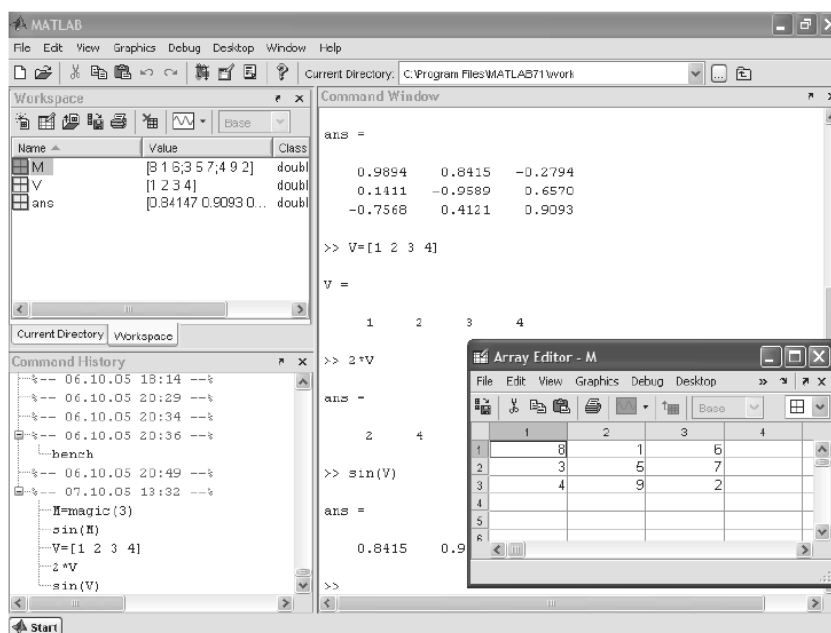 MATLAB
File Edit View Graphics Debug Desktop Window Help
Current Directory: C:\Program Files\MATLAB71\work
Workspace
Base
Name Value Class
M [8 1 6;3 5 7;4 9 2] doubl
V [1 2 3 4] doubl
ans [0.84147 0.9093 0... doubl
Current Directory Workspace
Command History
%-- 06.10.05 18:14 --%
%-- 06.10.05 20:29 --%
%-- 06.10.05 20:34 --%
%-- 06.10.05 20:36 --%
bench
%-- 06.10.05 20:49 --%
%-- 07.10.05 13:32 --%
M=magic(3)
sin(M)
V=[1 2 3 4]
2*V
sin(V)
Command Window
ans =
0.9894 0.8415 -0.2794
0.1411 -0.9589 0.6570
-0.7568 0.4121 0.9093
>> V=[1 2 3 4]
V =
1 2 3 4
>> 2*V
ans =
2 4
>> sin(V)
ans =
0.8415 0.9
>>
Array Editor - M
File Edit View Graphics Debug Desktop
Base
1 2 3 4
1 8 1 6
2 3 5 7
3 4 9 2
4
5
6
Start